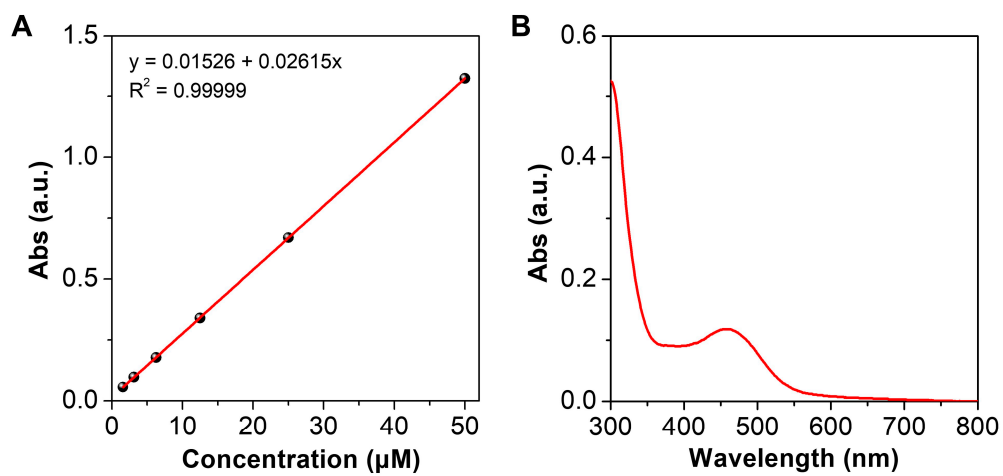 A
y = 0.01526 + 0.02615x
R² = 0.99999
Abs (a.u.)
1.5
1.0
0.5
0.0
0 10 20 30 40 50
Concentration (µM)
B
Abs (a.u.)
0.6
0.4
0.2
0.0
300 400 500 600 700 800
Wavelength (nm)